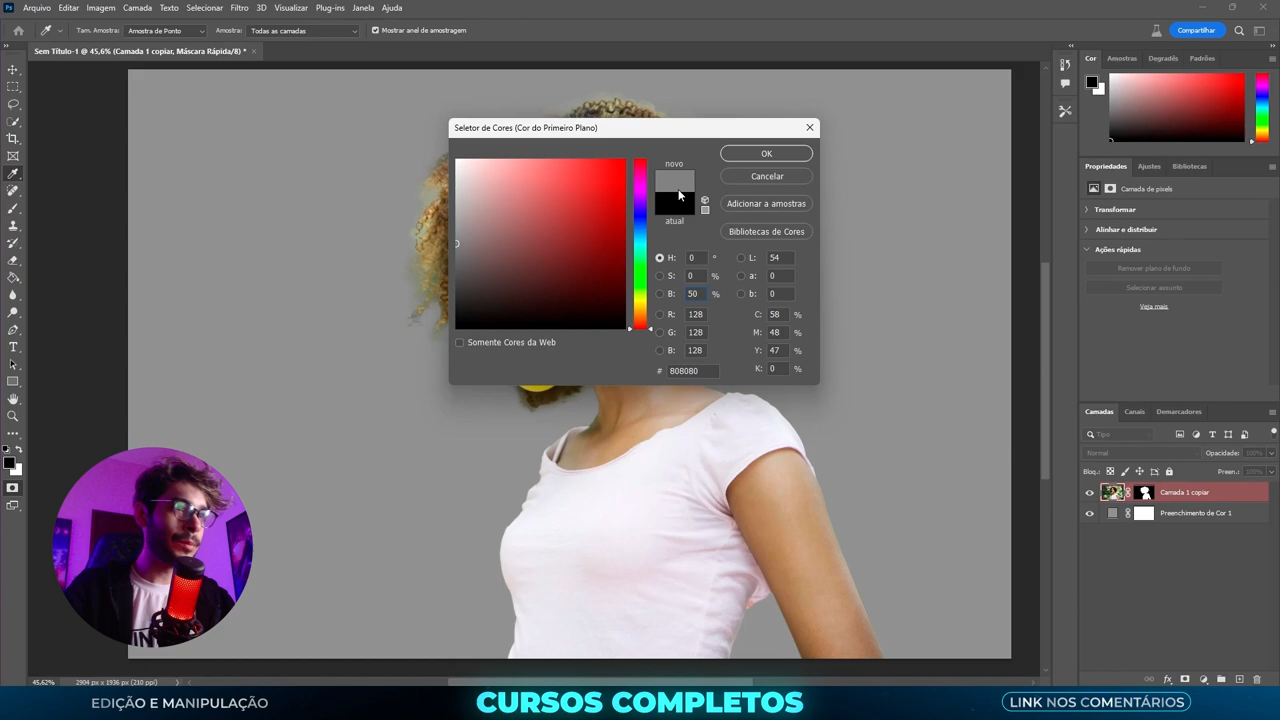 Ps Arquivo Editar Imagem Camada Texto Selecionar Filtro 3D Visualizar Plug-ins Janela Ajuda
Tam. Amostra: Amostra de Ponto Amostra: Todas as camadas Mostrar anel de amostragem Compartilhar
Sem Título-1 @ 45,6% (Camada 1 copiar, Máscara Rápida/8) * ×
Cor Amostras Degradês Padrões
Seletor de Cores (Cor do Primeiro Plano)
novo
atual
OK
Cancelar
Adicionar a amostras
Bibliotecas de Cores
H: 0 ° L: 54
S: 0 % a: 0
B: 50 % b: 0
R: 128 C: 58 %
G: 128 M: 48 %
B: 128 Y: 47 %
# 808080 K: 0 %
Somente Cores da Web
Propriedades Ajustes Bibliotecas
Camada de pixels
Transformar
Alinhar e distribuir
Ações rápidas
Remover plano de fundo
Selecionar assunto
Veja mais
Camadas Canais Demarcadores
Tipo
Normal Opacidade: 100%
Bloq.: Preen.: 100%
Camada 1 copiar
Preenchimento de Cor 1
45,62% 2904 px x 1936 px (210 ppi)
EDIÇÃO E MANIPULAÇÃO
CURSOS COMPLETOS
LINK NOS COMENTÁRIOS